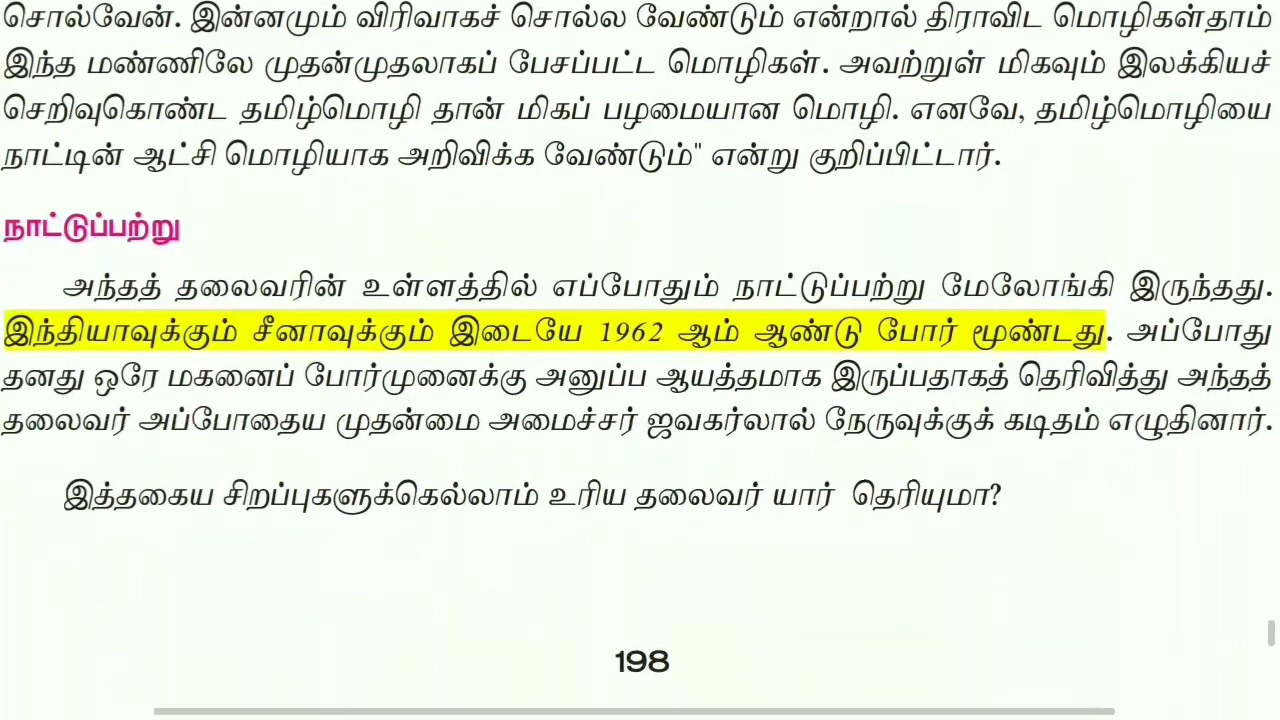 சொல்வேன். இன்னமும் விரிவாகச் சொல்ல வேண்டும் என்றால் திராவிட மொழிகள்தாம்
இந்த மண்ணிலே முதன்முதலாகப் பேசப்பட்ட மொழிகள். அவற்றுள் மிகவும் இலக்கியச்
செறிவுகொண்ட தமிழ்மொழி தான் மிகப் பழமையான மொழி. எனவே, தமிழ்மொழியை
நாட்டின் ஆட்சி மொழியாக அறிவிக்க வேண்டும்" என்று குறிப்பிட்டார்.
நாட்டுப்பற்று
அந்தத் தலைவரின் உள்ளத்தில் எப்போதும் நாட்டுப்பற்று மேலோங்கி இருந்தது.
இந்தியாவுக்கும் சீனாவுக்கும் இடையே 1962 ஆம் ஆண்டு போர் மூண்டது. அப்போது
தனது ஒரே மகனைப் போர்முனைக்கு அனுப்ப ஆயத்தமாக இருப்பதாகத் தெரிவித்து அந்தத்
தலைவர் அப்போதைய முதன்மை அமைச்சர் ஜவகர்லால் நேருவுக்குக் கடிதம் எழுதினார்.
இத்தகைய சிறப்புகளுக்கெல்லாம் உரிய தலைவர் யார் தெரியுமா?
198